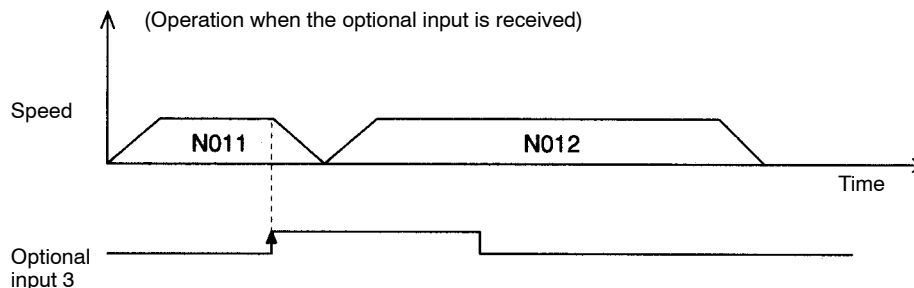 (Operation when the optional input is received)
Speed
N011
N012
Time
Optional
input 3